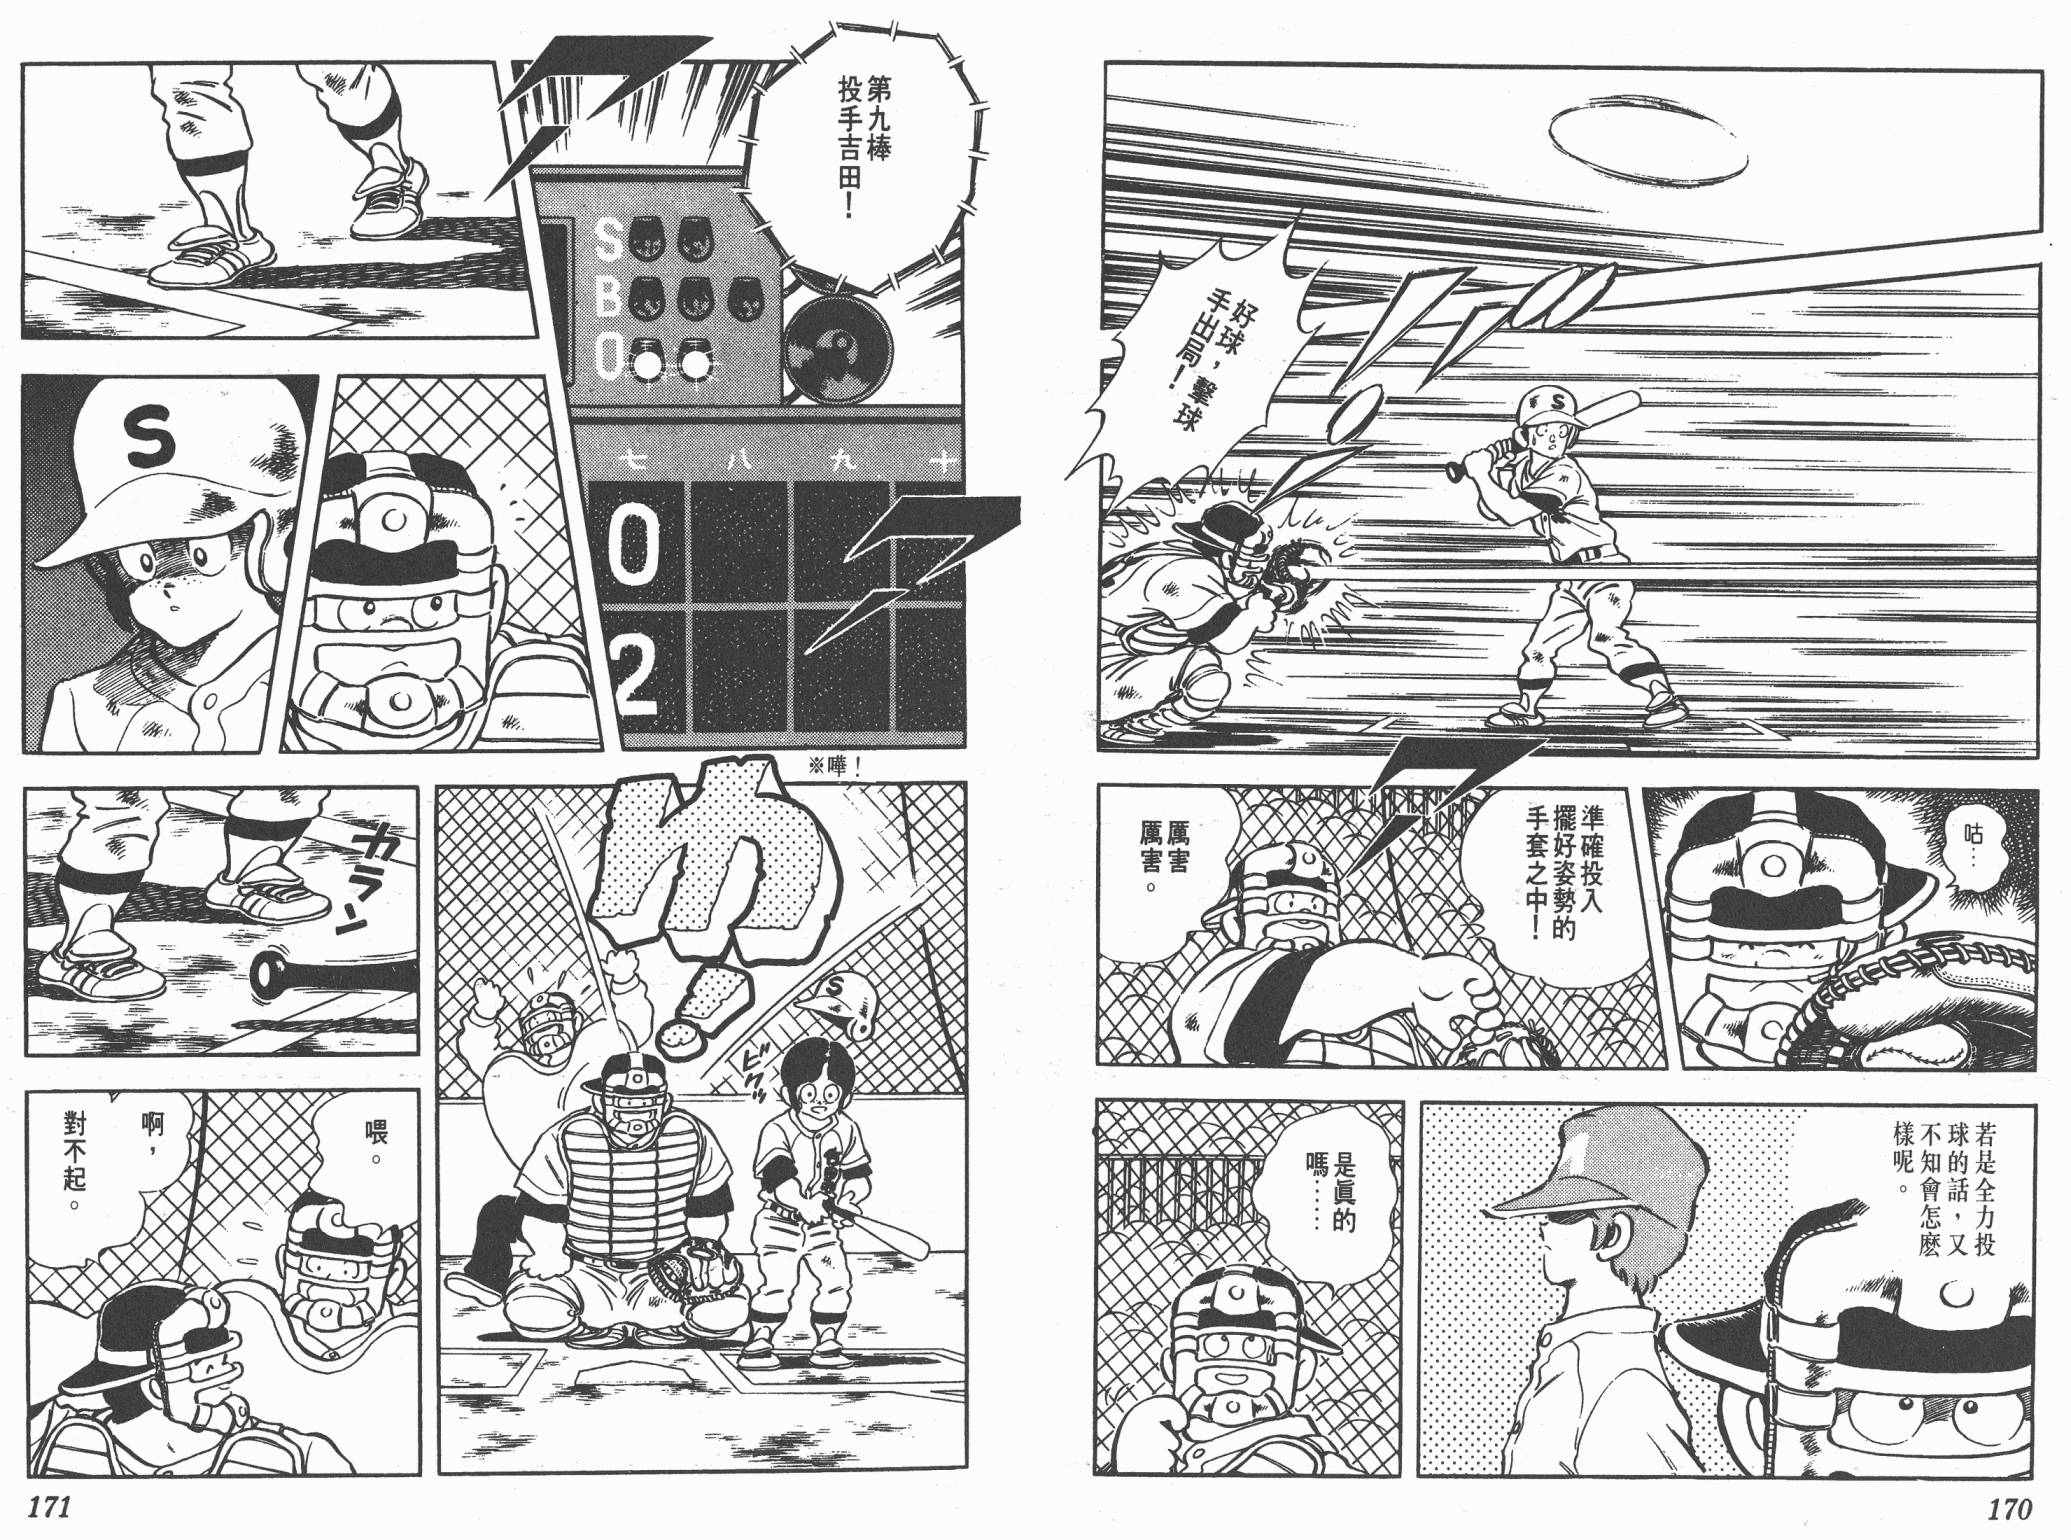 好球，擊球
手出局！
S
咕…
準確投入
擺好姿勢的
手套之中！
厲害
厲害。
若是全力投
球的話，又
不知會怎麼
樣呢。
是眞的
嗎……
170
第九棒
投手吉田！
S
B
O
七 八 九 十
0
2
S
※嘩！
わ！
S
ビクッ
カラン
喂。
啊，
對不起。
171